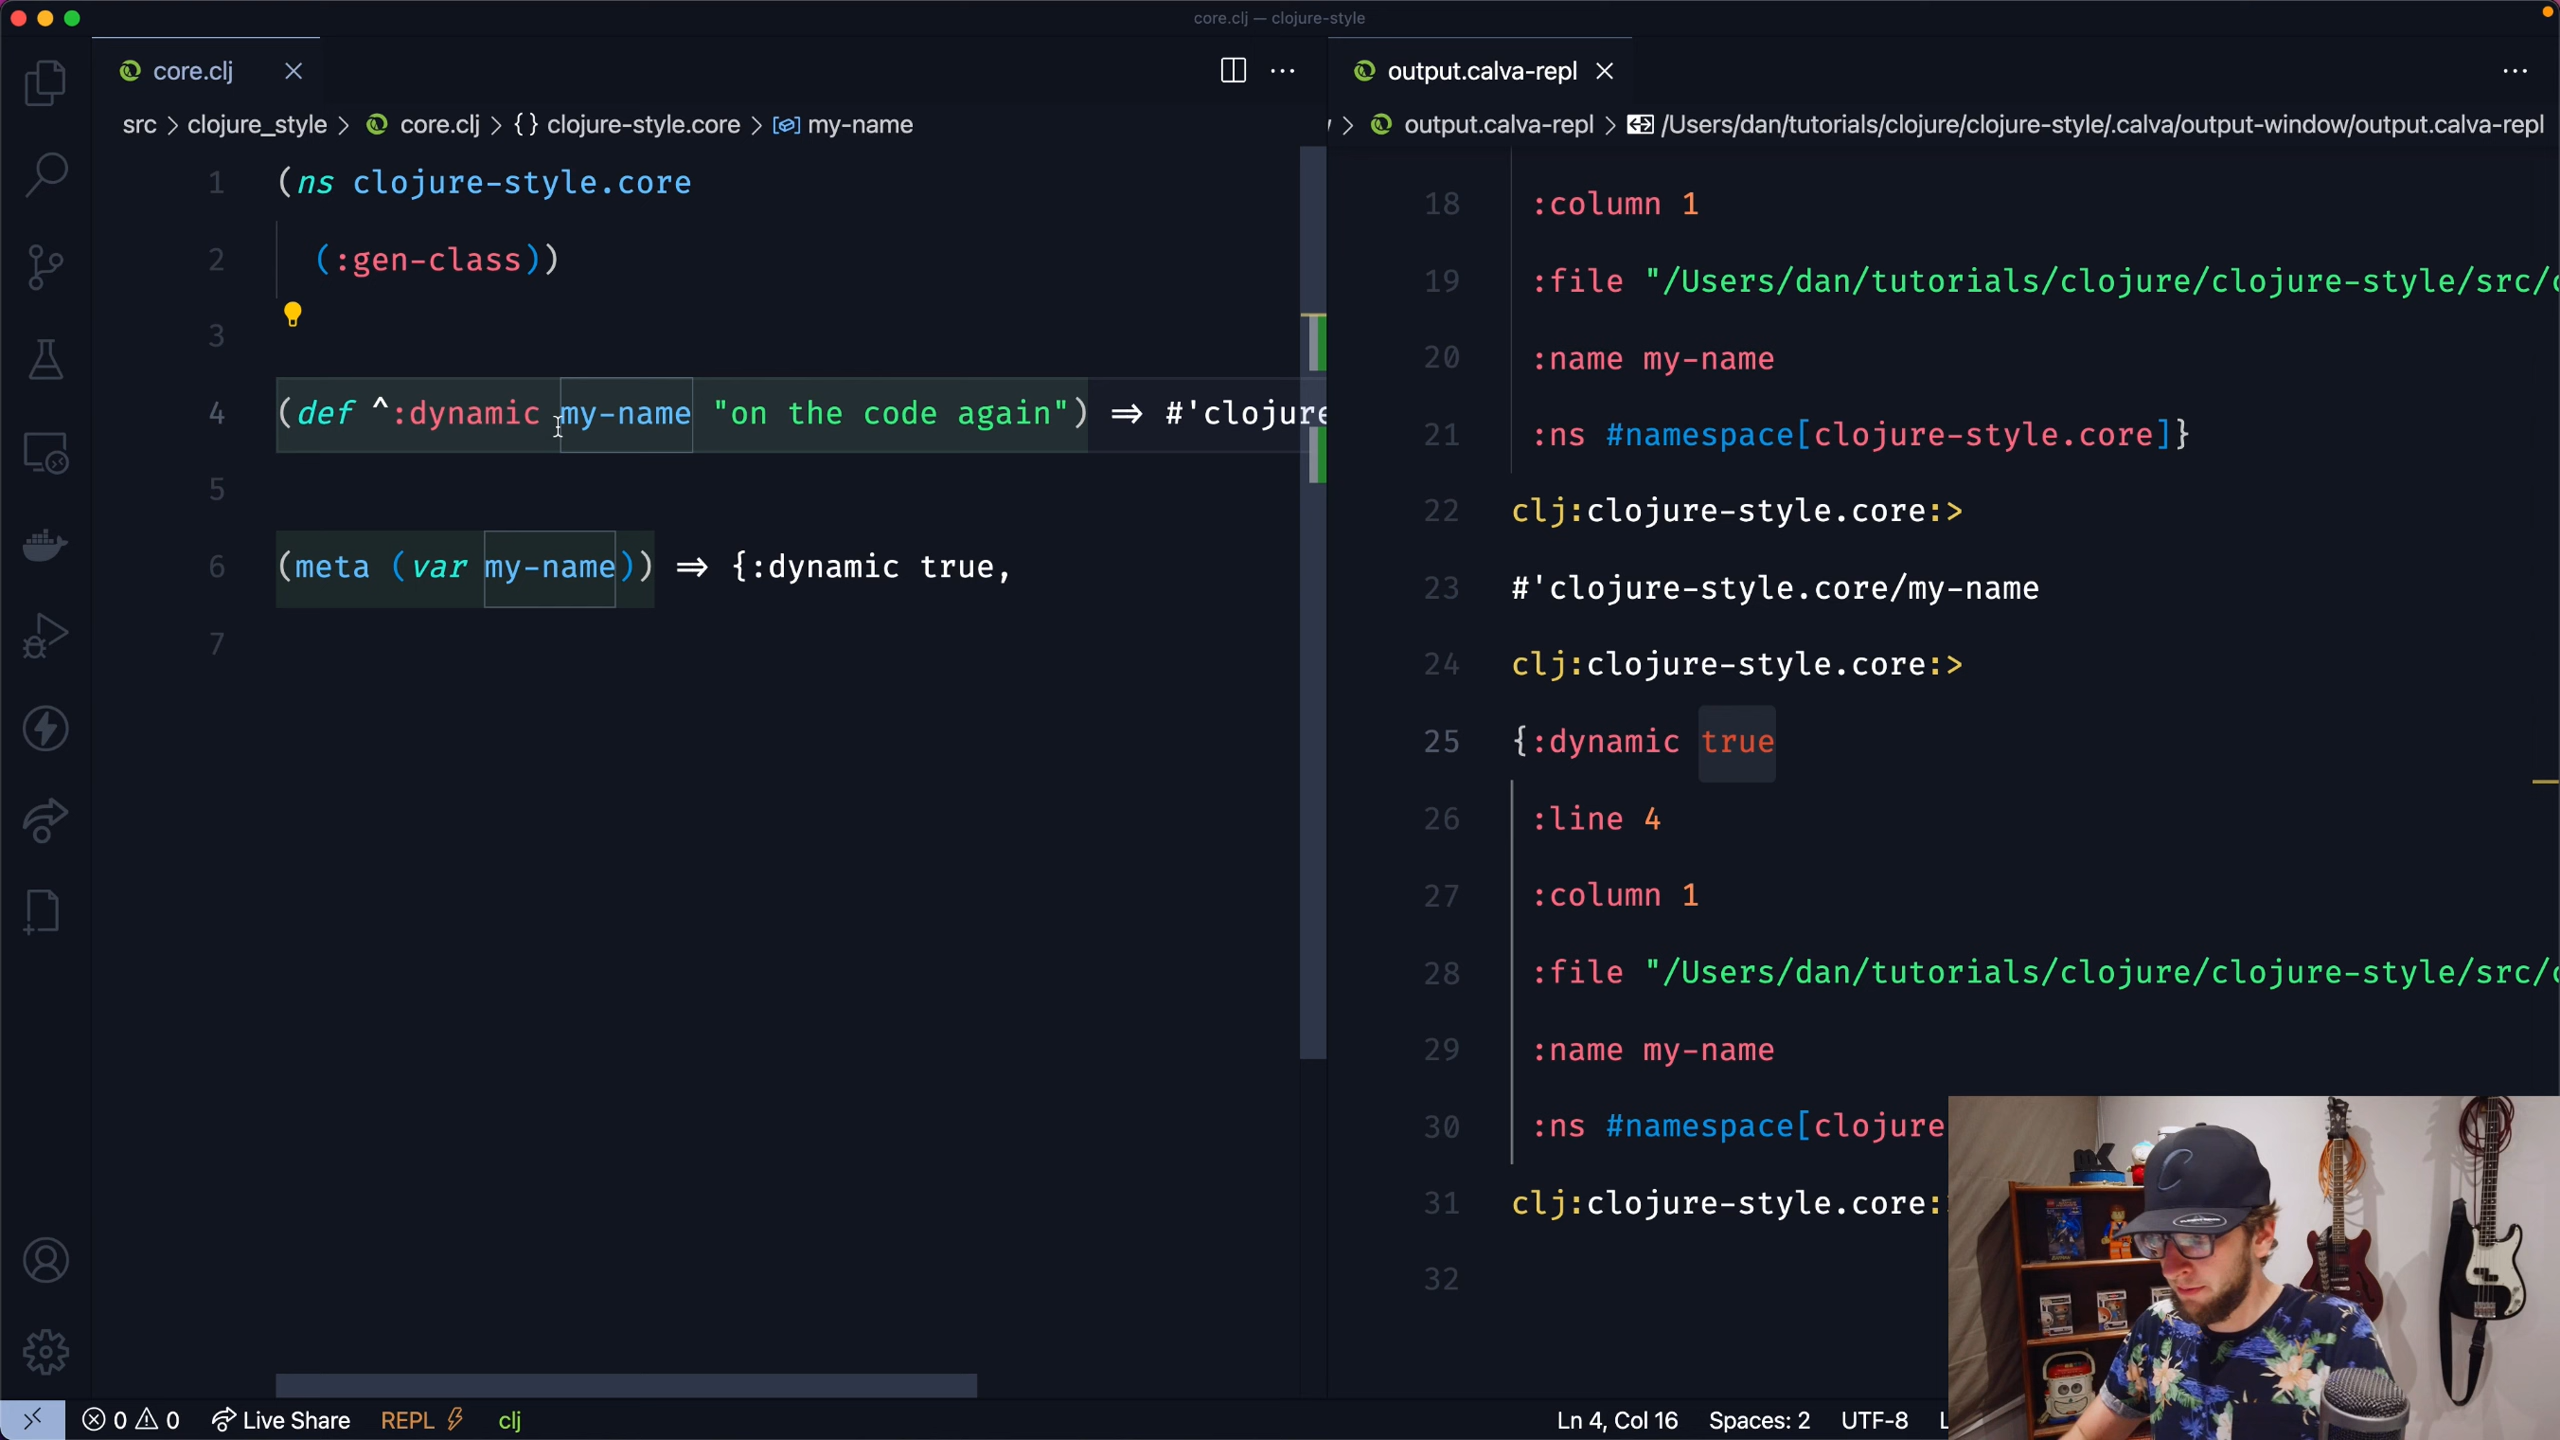 core.clj — clojure-style
core.clj
output.calva-repl
src > clojure_style > core.clj > {} clojure-style.core > my-name
> output.calva-repl > /Users/dan/tutorials/clojure/clojure-style/.calva/output-window/output.calva-repl
1 (ns clojure-style.core
2 (:gen-class))
3
4 (def ^:dynamic my-name "on the code again") => #'clojure
5
6 (meta (var my-name)) => {:dynamic true,
7
18 :column 1
19 :file "/Users/dan/tutorials/clojure/clojure-style/src/c
20 :name my-name
21 :ns #namespace[clojure-style.core]}
22 clj:clojure-style.core:>
23 #'clojure-style.core/my-name
24 clj:clojure-style.core:>
25 {:dynamic true
26 :line 4
27 :column 1
28 :file "/Users/dan/tutorials/clojure/clojure-style/src/c
29 :name my-name
30 :ns #namespace[clojure
31 clj:clojure-style.core:
32
0 0 Live Share REPL clj
Ln 4, Col 16 Spaces: 2 UTF-8 L